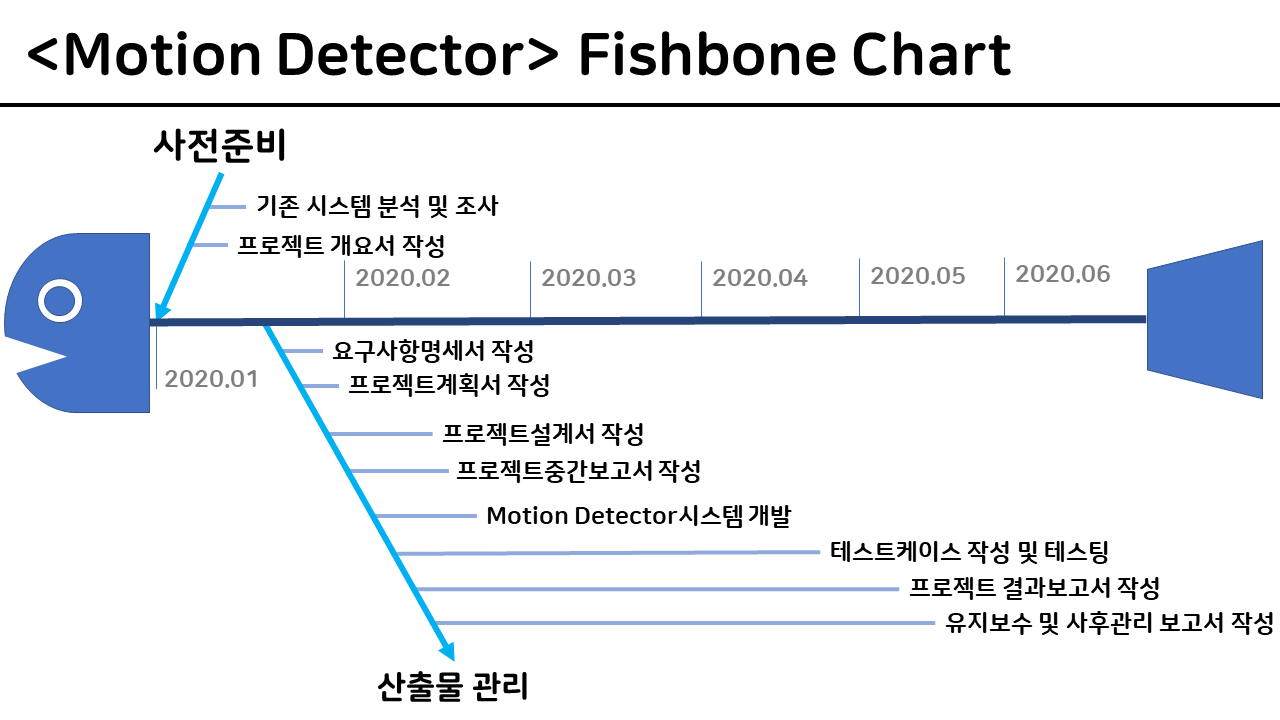 <Motion Detector> Fishbone Chart
사전준비
기존 시스템 분석 및 조사
프로젝트 개요서 작성
2020.02
2020.03
2020.04
2020.05
2020.06
2020.01
요구사항명세서 작성
프로젝트계획서 작성
프로젝트설계서 작성
프로젝트중간보고서 작성
Motion Detector시스템 개발
테스트케이스 작성 및 테스팅
프로젝트 결과보고서 작성
유지보수 및 사후관리 보고서 작성
산출물 관리